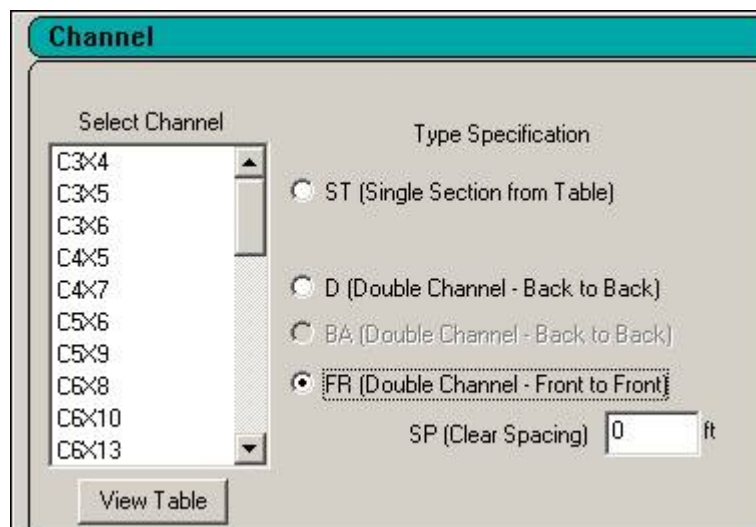 Channel
Select Channel
C3X4
C3X5
C3X6
C4X5
C4X7
C5X6
C5X9
C6X8
C6X10
C6X13
View Table
Type Specification
ST (Single Section from Table)
D (Double Channel - Back to Back)
BA (Double Channel - Back to Back)
FR (Double Channel - Front to Front)
SP (Clear Spacing) 0 ft